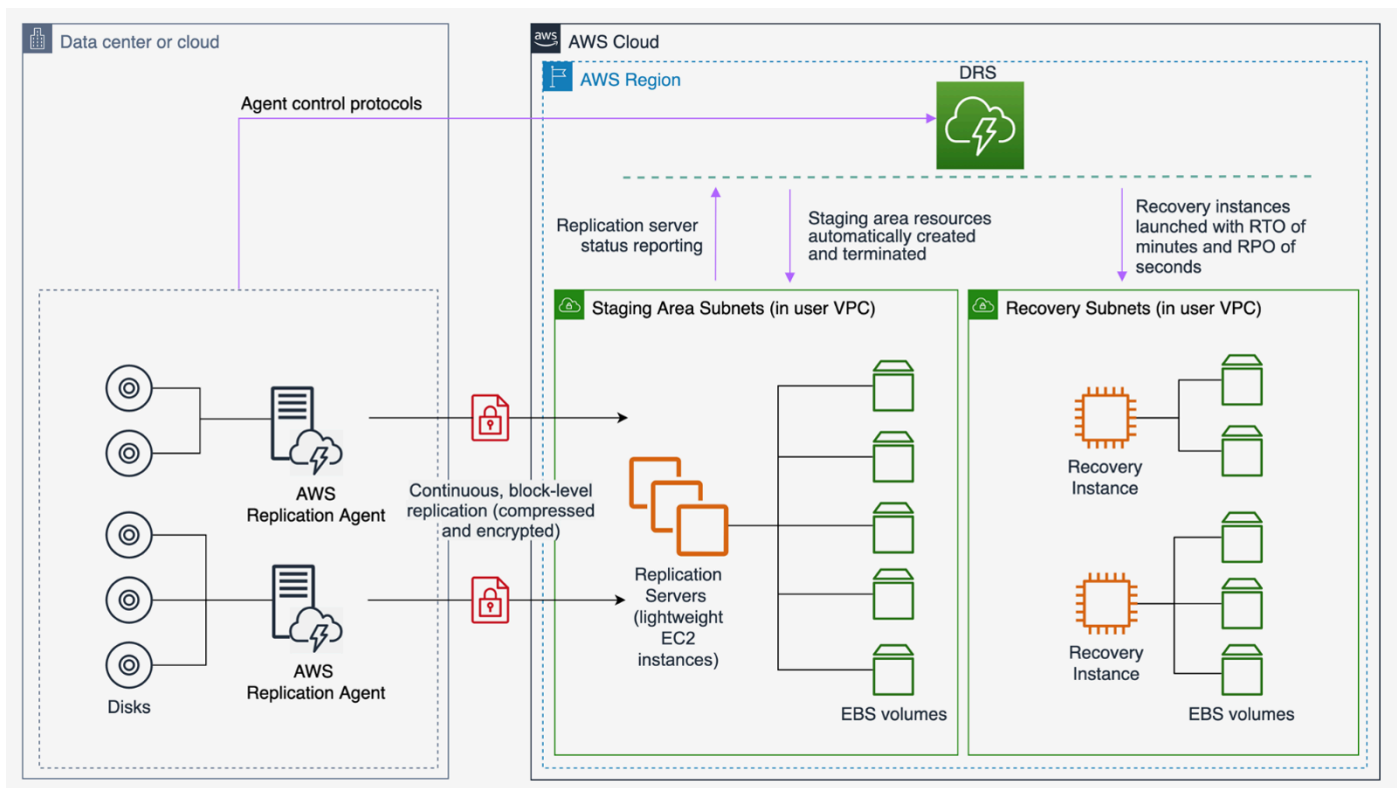 Data center or cloud
aws
AWS Cloud
AWS Region
DRS
Agent control protocols
Replication server
status reporting
Staging area resources
automatically created
and terminated
Recovery instances
launched with RTO of
minutes and RPO of
seconds
Staging Area Subnets (in user VPC)
Recovery Subnets (in user VPC)
AWS
Replication Agent
Continuous, block-level
replication (compressed
and encrypted)
AWS
Replication Agent
Disks
Replication
Servers
(lightweight
EC2
instances)
EBS volumes
Recovery
Instance
Recovery
Instance
EBS volumes